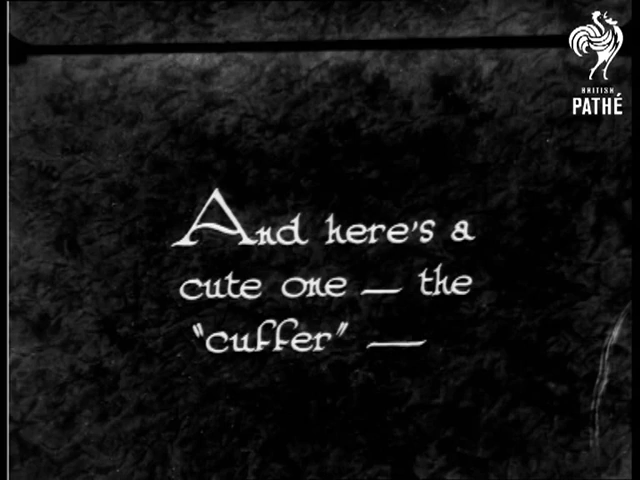 BRITISH
PATHÉ
And here's a
cute one — the
"cuffer" —